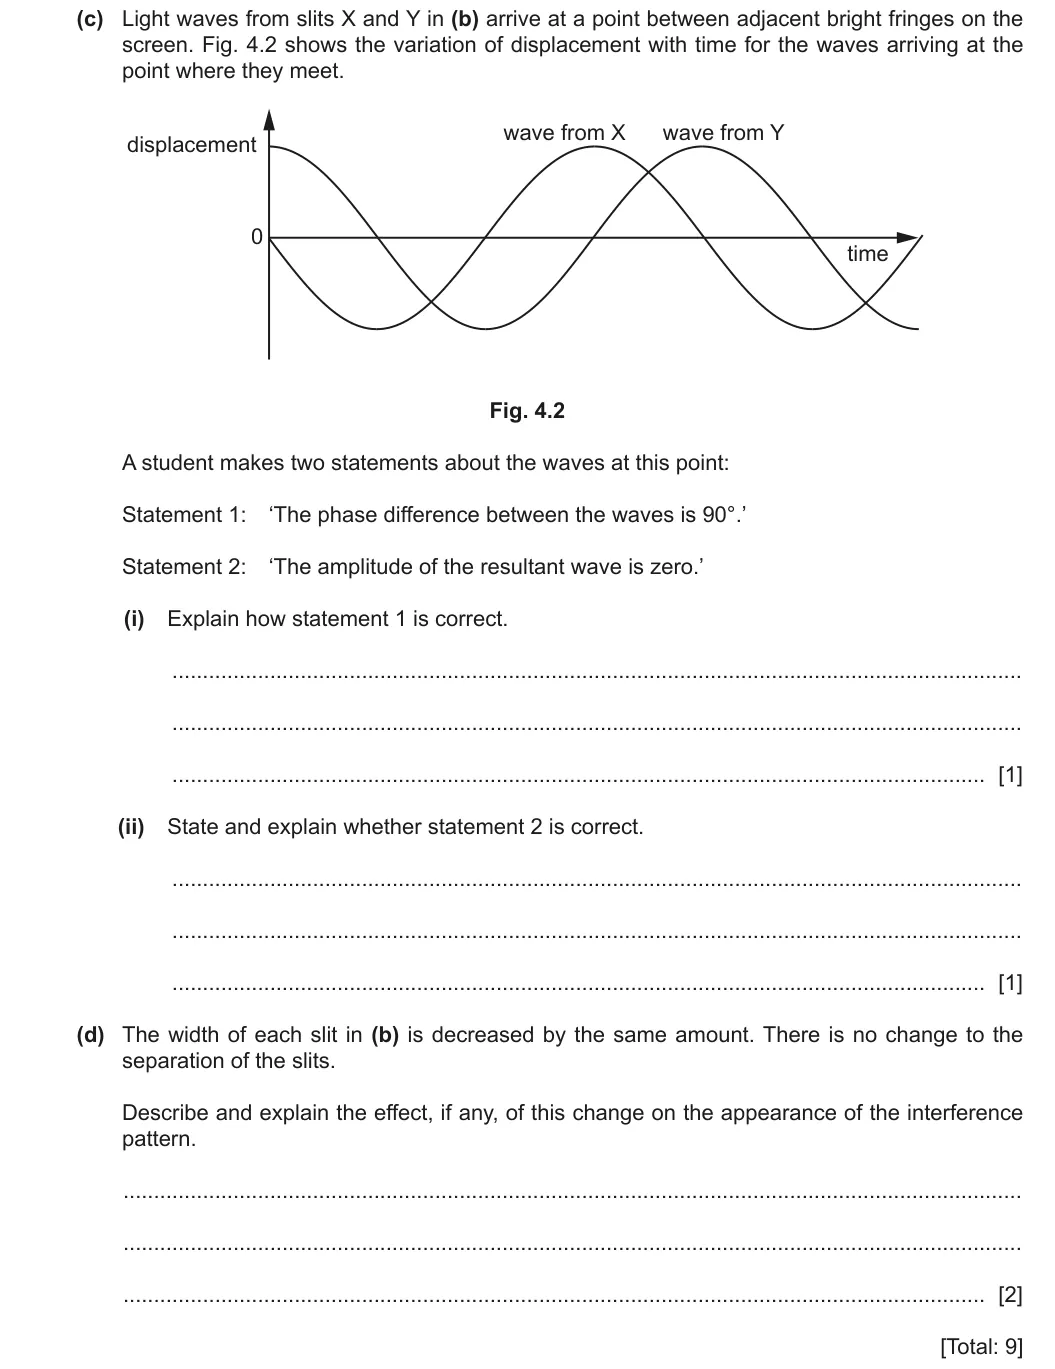 (c) Light waves from slits X and Y in (b) arrive at a point between adjacent bright fringes on the
screen. Fig. 4.2 shows the variation of displacement with time for the waves arriving at the
point where they meet.
displacement
wave from X
wave from Y
0
time
Fig. 4.2
A student makes two statements about the waves at this point:
Statement 1: ‘The phase difference between the waves is 90°.’
Statement 2: ‘The amplitude of the resultant wave is zero.’
(i) Explain how statement 1 is correct.
[1]
(ii) State and explain whether statement 2 is correct.
[1]
(d) The width of each slit in (b) is decreased by the same amount. There is no change to the
separation of the slits.
Describe and explain the effect, if any, of this change on the appearance of the interference
pattern.
[2]
[Total: 9]